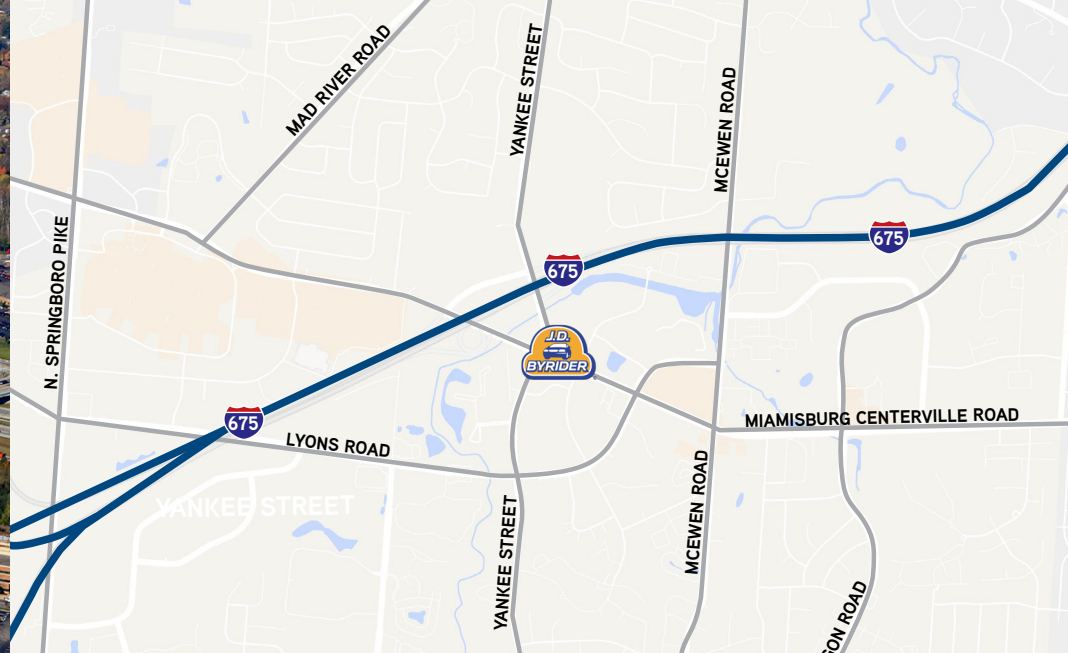 MAD RIVER ROAD
YANKEE STREET
MCEWEN ROAD
675
675
N. SPRINGBORO PIKE
J.D.
BYRIDER
675
LYONS ROAD
MIAMISBURG CENTERVILLE ROAD
YANKEE STREET
YANKEE STREET
MCEWEN ROAD
ROAD